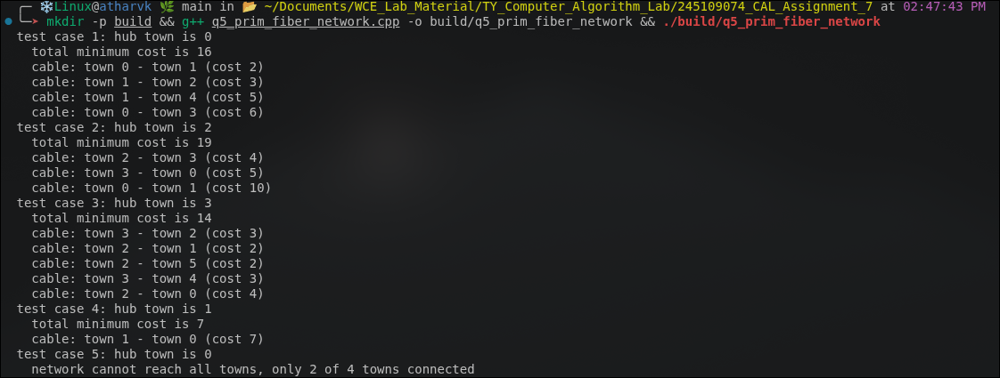 ╭─ ❄️Linux@atharvk 🌿 main in 📂 ~/Documents/WCE_Lab_Material/TY_Computer_Algorithm_Lab/245109074_CAL_Assignment_7 at 02:47:43 PM
╰─➤ mkdir -p build && g++ q5_prim_fiber_network.cpp -o build/q5_prim_fiber_network && ./build/q5_prim_fiber_network
test case 1: hub town is 0
  total minimum cost is 16
  cable: town 0 - town 1 (cost 2)
  cable: town 1 - town 2 (cost 3)
  cable: town 1 - town 4 (cost 5)
  cable: town 0 - town 3 (cost 6)
test case 2: hub town is 2
  total minimum cost is 19
  cable: town 2 - town 3 (cost 4)
  cable: town 3 - town 0 (cost 5)
  cable: town 0 - town 1 (cost 10)
test case 3: hub town is 3
  total minimum cost is 14
  cable: town 3 - town 2 (cost 3)
  cable: town 2 - town 1 (cost 2)
  cable: town 2 - town 5 (cost 2)
  cable: town 3 - town 4 (cost 3)
  cable: town 2 - town 0 (cost 4)
test case 4: hub town is 1
  total minimum cost is 7
  cable: town 1 - town 0 (cost 7)
test case 5: hub town is 0
  network cannot reach all towns, only 2 of 4 towns connected